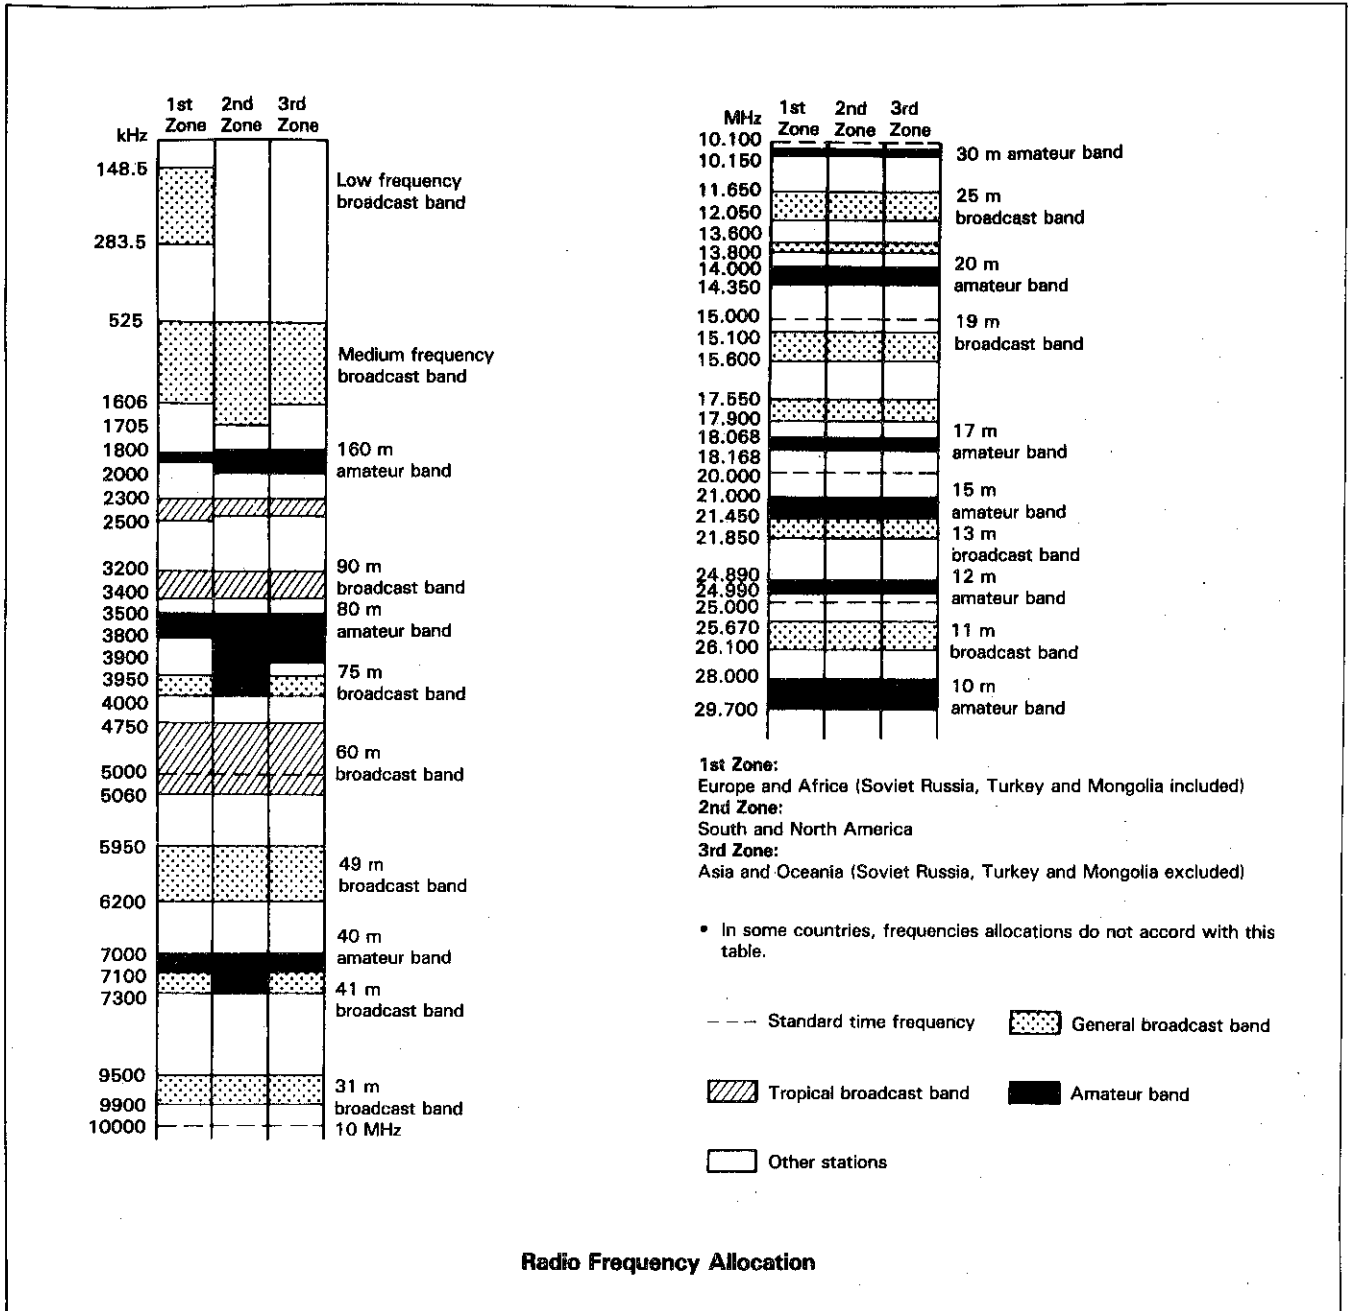 1st 2nd 3rd
Zone Zone Zone
kHz
148.5
Low frequency
broadcast band
283.5
525
Medium frequency
broadcast band
1606
1705
1800
160 m
amateur band
2000
2300
2500
3200
90 m
broadcast band
3400
3500
80 m
amateur band
3800
3900
3950
75 m
broadcast band
4000
4750
60 m
broadcast band
5000
5060
5950
49 m
broadcast band
6200
40 m
amateur band
7000
7100
7300
41 m
broadcast band
9500
31 m
broadcast band
9900
10000
10 MHz
1st 2nd 3rd
Zone Zone Zone
MHz
10.100
10.150
30 m amateur band
11.650
25 m
broadcast band
12.050
13.600
13.800
14.000
20 m
amateur band
14.350
15.000
19 m
broadcast band
15.100
15.600
17.550
17.900
18.068
17 m
amateur band
18.168
20.000
21.000
15 m
amateur band
21.450
21.850
13 m
broadcast band
24.890
24.990
12 m
amateur band
25.000
25.670
11 m
broadcast band
26.100
28.000
10 m
amateur band
29.700
1st Zone:
Europe and Africa (Soviet Russia, Turkey and Mongolia included)
2nd Zone:
South and North America
3rd Zone:
Asia and Oceania (Soviet Russia, Turkey and Mongolia excluded)
• In some countries, frequencies allocations do not accord with this
table.
Standard time frequency
General broadcast band
Tropical broadcast band
Amateur band
Other stations
Radio Frequency Allocation